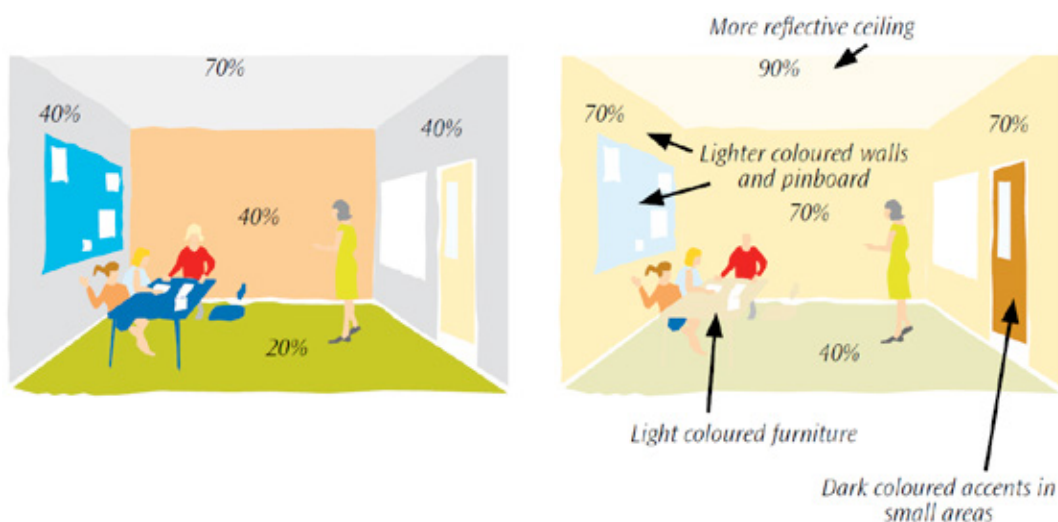 70%
40%
40%
40%
20%
More reflective ceiling
90%
70%
70%
Lighter coloured walls
and pinboard
70%
40%
Light coloured furniture
Dark coloured accents in
small areas